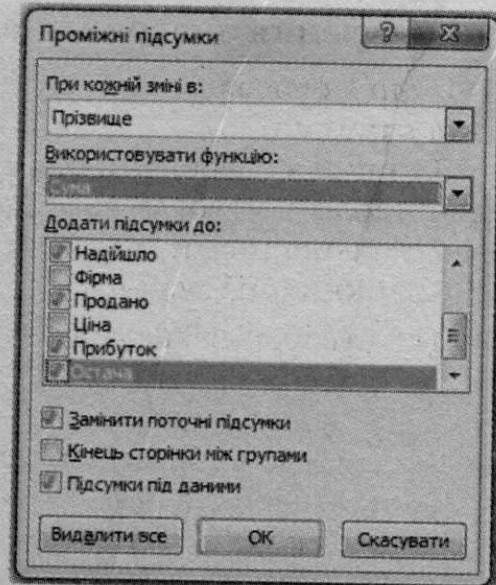 Проміжні підсумки
?
При кожній зміні в:
Прізвище
Використовувати функцію:
Сума
Додати підсумки до:
Надійшло
Фірма
Продано
Ціна
Прибуток
Остача
Замінити поточні підсумки
Кінець сторінки між групами
Підсумки під даними
Видалити все
ОК
Скасувати